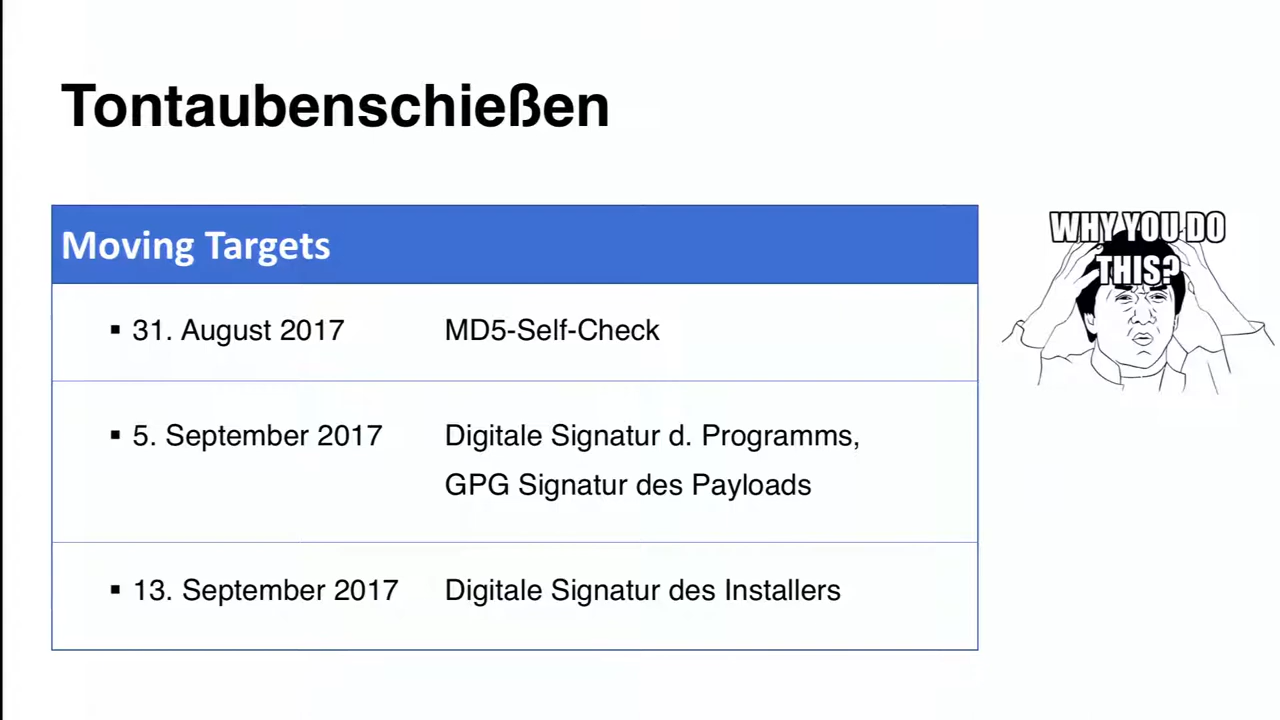 Tontaubenschießen
Moving Targets
▪ 31. August 2017 MD5-Self-Check
▪ 5. September 2017 Digitale Signatur d. Programms,
GPG Signatur des Payloads
▪ 13. September 2017 Digitale Signatur des Installers
WHY YOU DO
THIS?